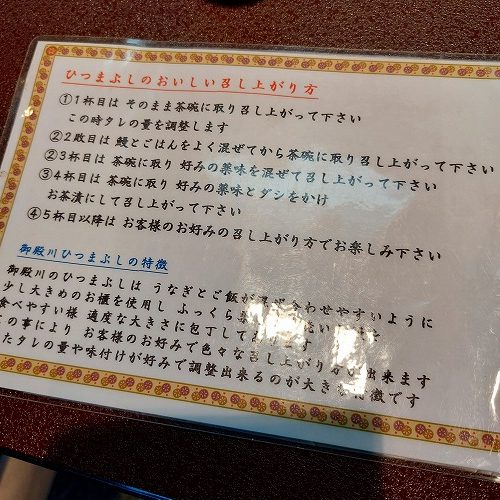 ひつまぶしのおいしい召し上がり方
①1杯目は そのまま茶碗に取り召し上がって下さい
この時タレの量を調整します
②2敗目は 鰻とごはんをよく混ぜてから茶碗に取り召し上がって下さい
②3杯目は 茶碗に取り 好みの薬味を混ぜて召し上がって下さい
③4杯目は 茶碗に取り 好みの薬味とダシをかけ
お茶漬にして召し上がって下さい
④5杯目以降は お客様のお好みの召し上がり方でお楽しみ下さい
御殿川ひつまぶしの特徴
御殿川のひつまぶしは うなぎとご飯が混ぜ合わせやすいように
少し大きめのお櫃を使用し ふっくら
食べやすい様 適度な大きさに包丁して
の事により お客様のお好みで色々な召し上がり方が出来ます
たタレの量や味付けが好みで調整出来るのが大きな特徴です